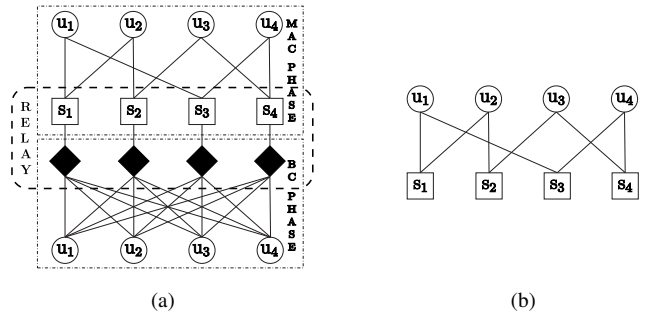 u1 u2 u3 u4
MAC PHASE
RELAY
s1 s2 s3 s4
BC PHASE
u1 u2 u3 u4
(a)
u1 u2 u3 u4
s1 s2 s3 s4
(b)